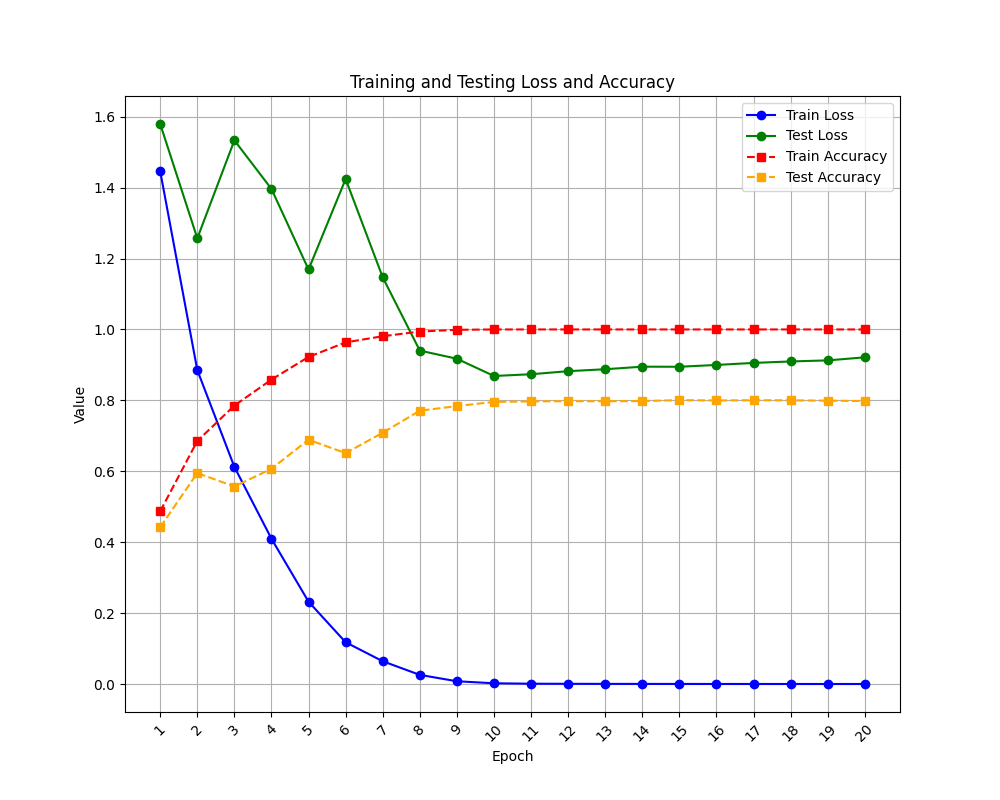 Training and Testing Loss and Accuracy
Train Loss
Test Loss
Train Accuracy
Test Accuracy
Value
1.6
1.4
1.2
1.0
0.8
0.6
0.4
0.2
0.0
1 2 3 4 5 6 7 8 9 10 11 12 13 14 15 16 17 18 19 20
Epoch